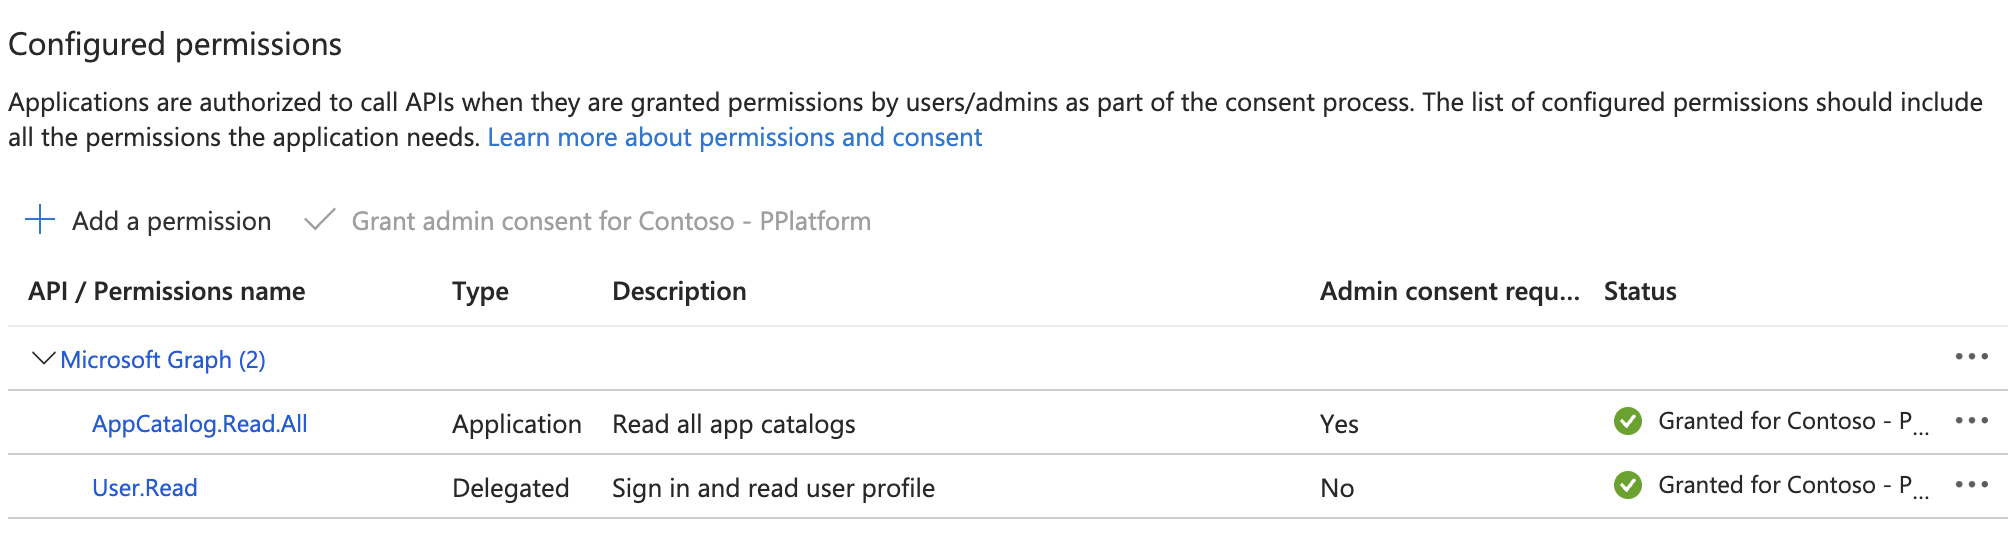 Configured permissions
Applications are authorized to call APIs when they are granted permissions by users/admins as part of the consent process. The list of configured permissions should include
all the permissions the application needs. Learn more about permissions and consent
Add a permission Grant admin consent for Contoso - PPlatform
API / Permissions name Type Description Admin consent requ... Status
Microsoft Graph (2)
AppCatalog.Read.All Application Read all app catalogs Yes Granted for Contoso - P...
User.Read Delegated Sign in and read user profile No Granted for Contoso - P...